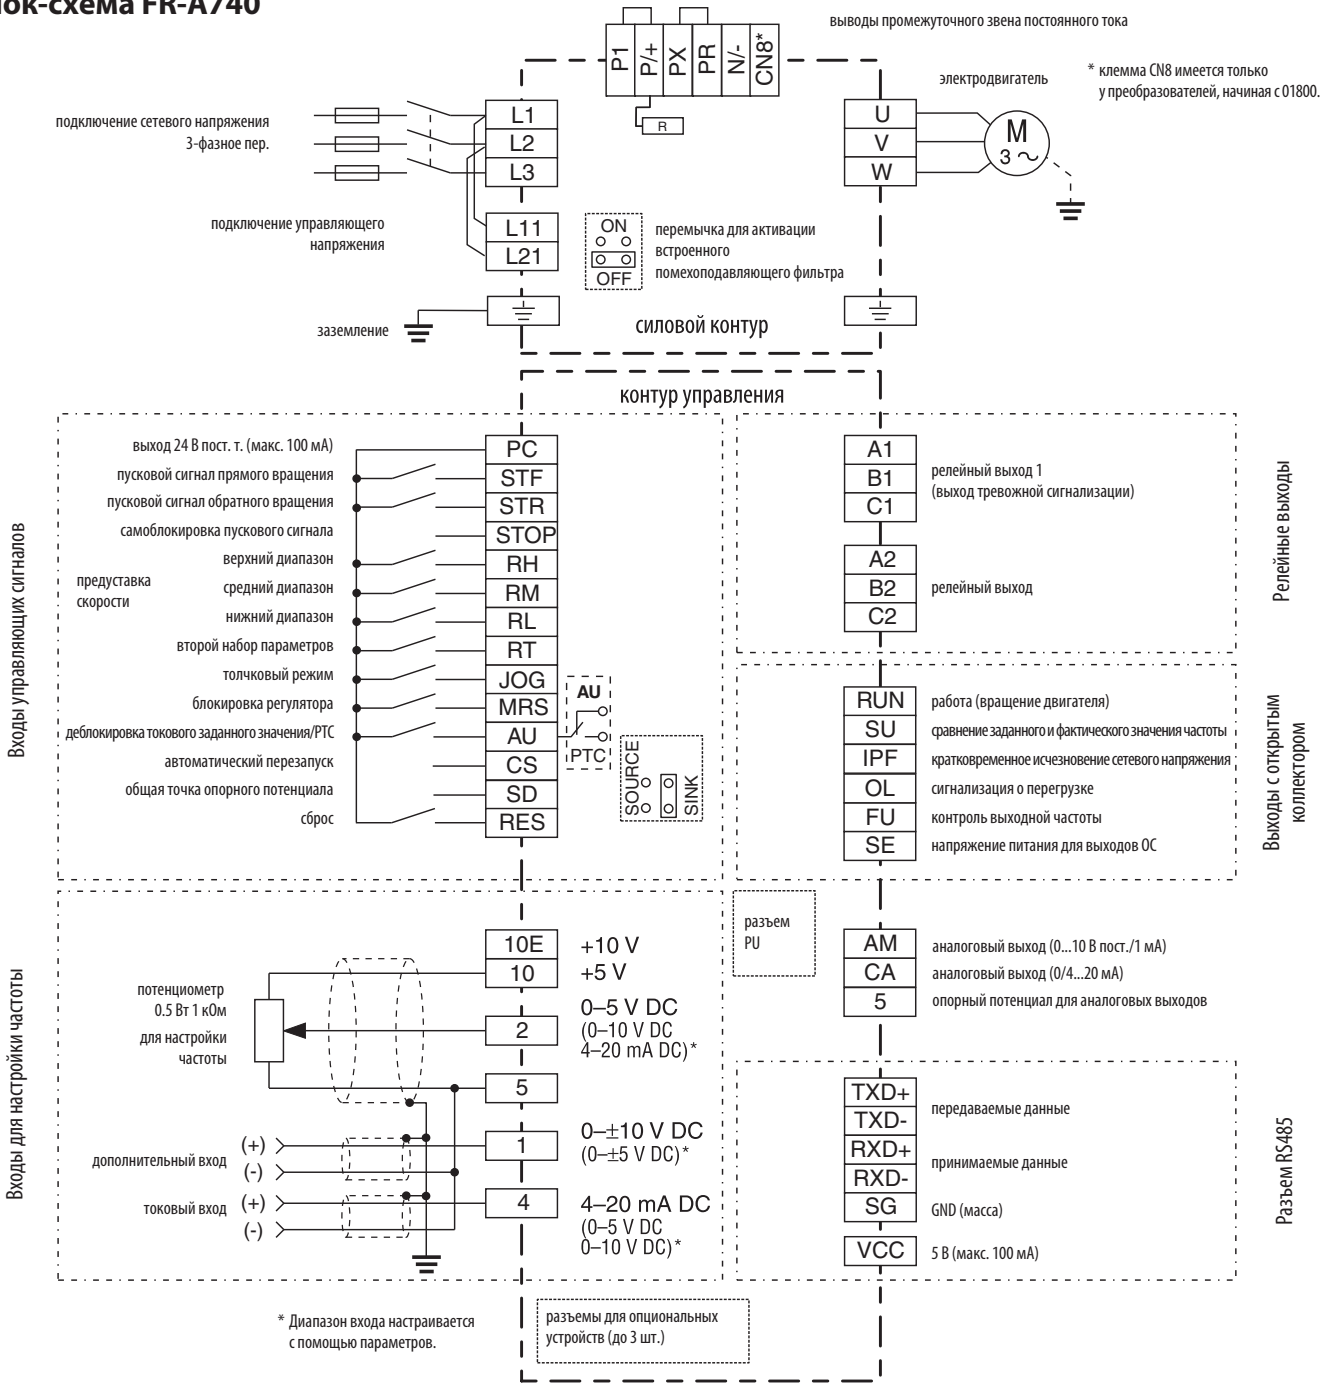 ок-схема FR-A740
выводы промежуточного звена постоянного тока
P1
P/+
PX
PR
N/-
CN8*
R
электродвигатель
* клемма CN8 имеется только
у преобразователей, начиная с 01800.
подключение сетевого напряжения
3-фазное пер.
L1
L2
L3
U
V
W
M
3 ~
подключение управляющего
напряжения
L11
L21
ON
OFF
перемычка для активации
встроенного
помехоподавляющего фильтра
заземление
силовой контур
контур управления
Входы управляющих сигналов
выход 24 В пост. т. (макс. 100 мА)
PC
пусковой сигнал прямого вращения
STF
пусковой сигнал обратного вращения
STR
самоблокировка пускового сигнала
STOP
предуставка
скорости
верхний диапазон
RH
средний диапазон
RM
нижний диапазон
RL
второй набор параметров
RT
толчковый режим
JOG
блокировка регулятора
MRS
деблокировка токового заданного значения/PTC
AU
автоматический перезапуск
CS
общая точка опорного потенциала
SD
сброс
RES
AU
PTC
SOURCE
SINK
A1
B1
C1
релейный выход 1
(выход тревожной сигнализации)
A2
B2
C2
релейный выход
Релейные выходы
RUN
работа (вращение двигателя)
SU
сравнение заданного и фактического значения частоты
IPF
кратковременное исчезновение сетевого напряжения
OL
сигнализация о перегрузке
FU
контроль выходной частоты
SE
напряжение питания для выходов ОС
Выходы с открытым
коллектором
разъем
PU
AM
аналоговый выход (0...10 В пост./1 мА)
CA
аналоговый выход (0/4...20 мА)
5
опорный потенциал для аналоговых выходов
Входы для настройки частоты
потенциометр
0.5 Вт 1 кОм
для настройки
частоты
10E
+10 V
10
+5 V
2
0–5 V DC
(0–10 V DC
4–20 mA DC)*
5
дополнительный вход
(+)
(-)
1
0–±10 V DC
(0–±5 V DC)*
токовый вход
(+)
(-)
4
4–20 mA DC
(0–5 V DC
0–10 V DC)*
TXD+
TXD-
передаваемые данные
RXD+
RXD-
принимаемые данные
SG
GND (масса)
VCC
5 В (макс. 100 мА)
Разъем RS485
* Диапазон входа настраивается
с помощью параметров.
разъемы для опциональных
устройств (до 3 шт.)